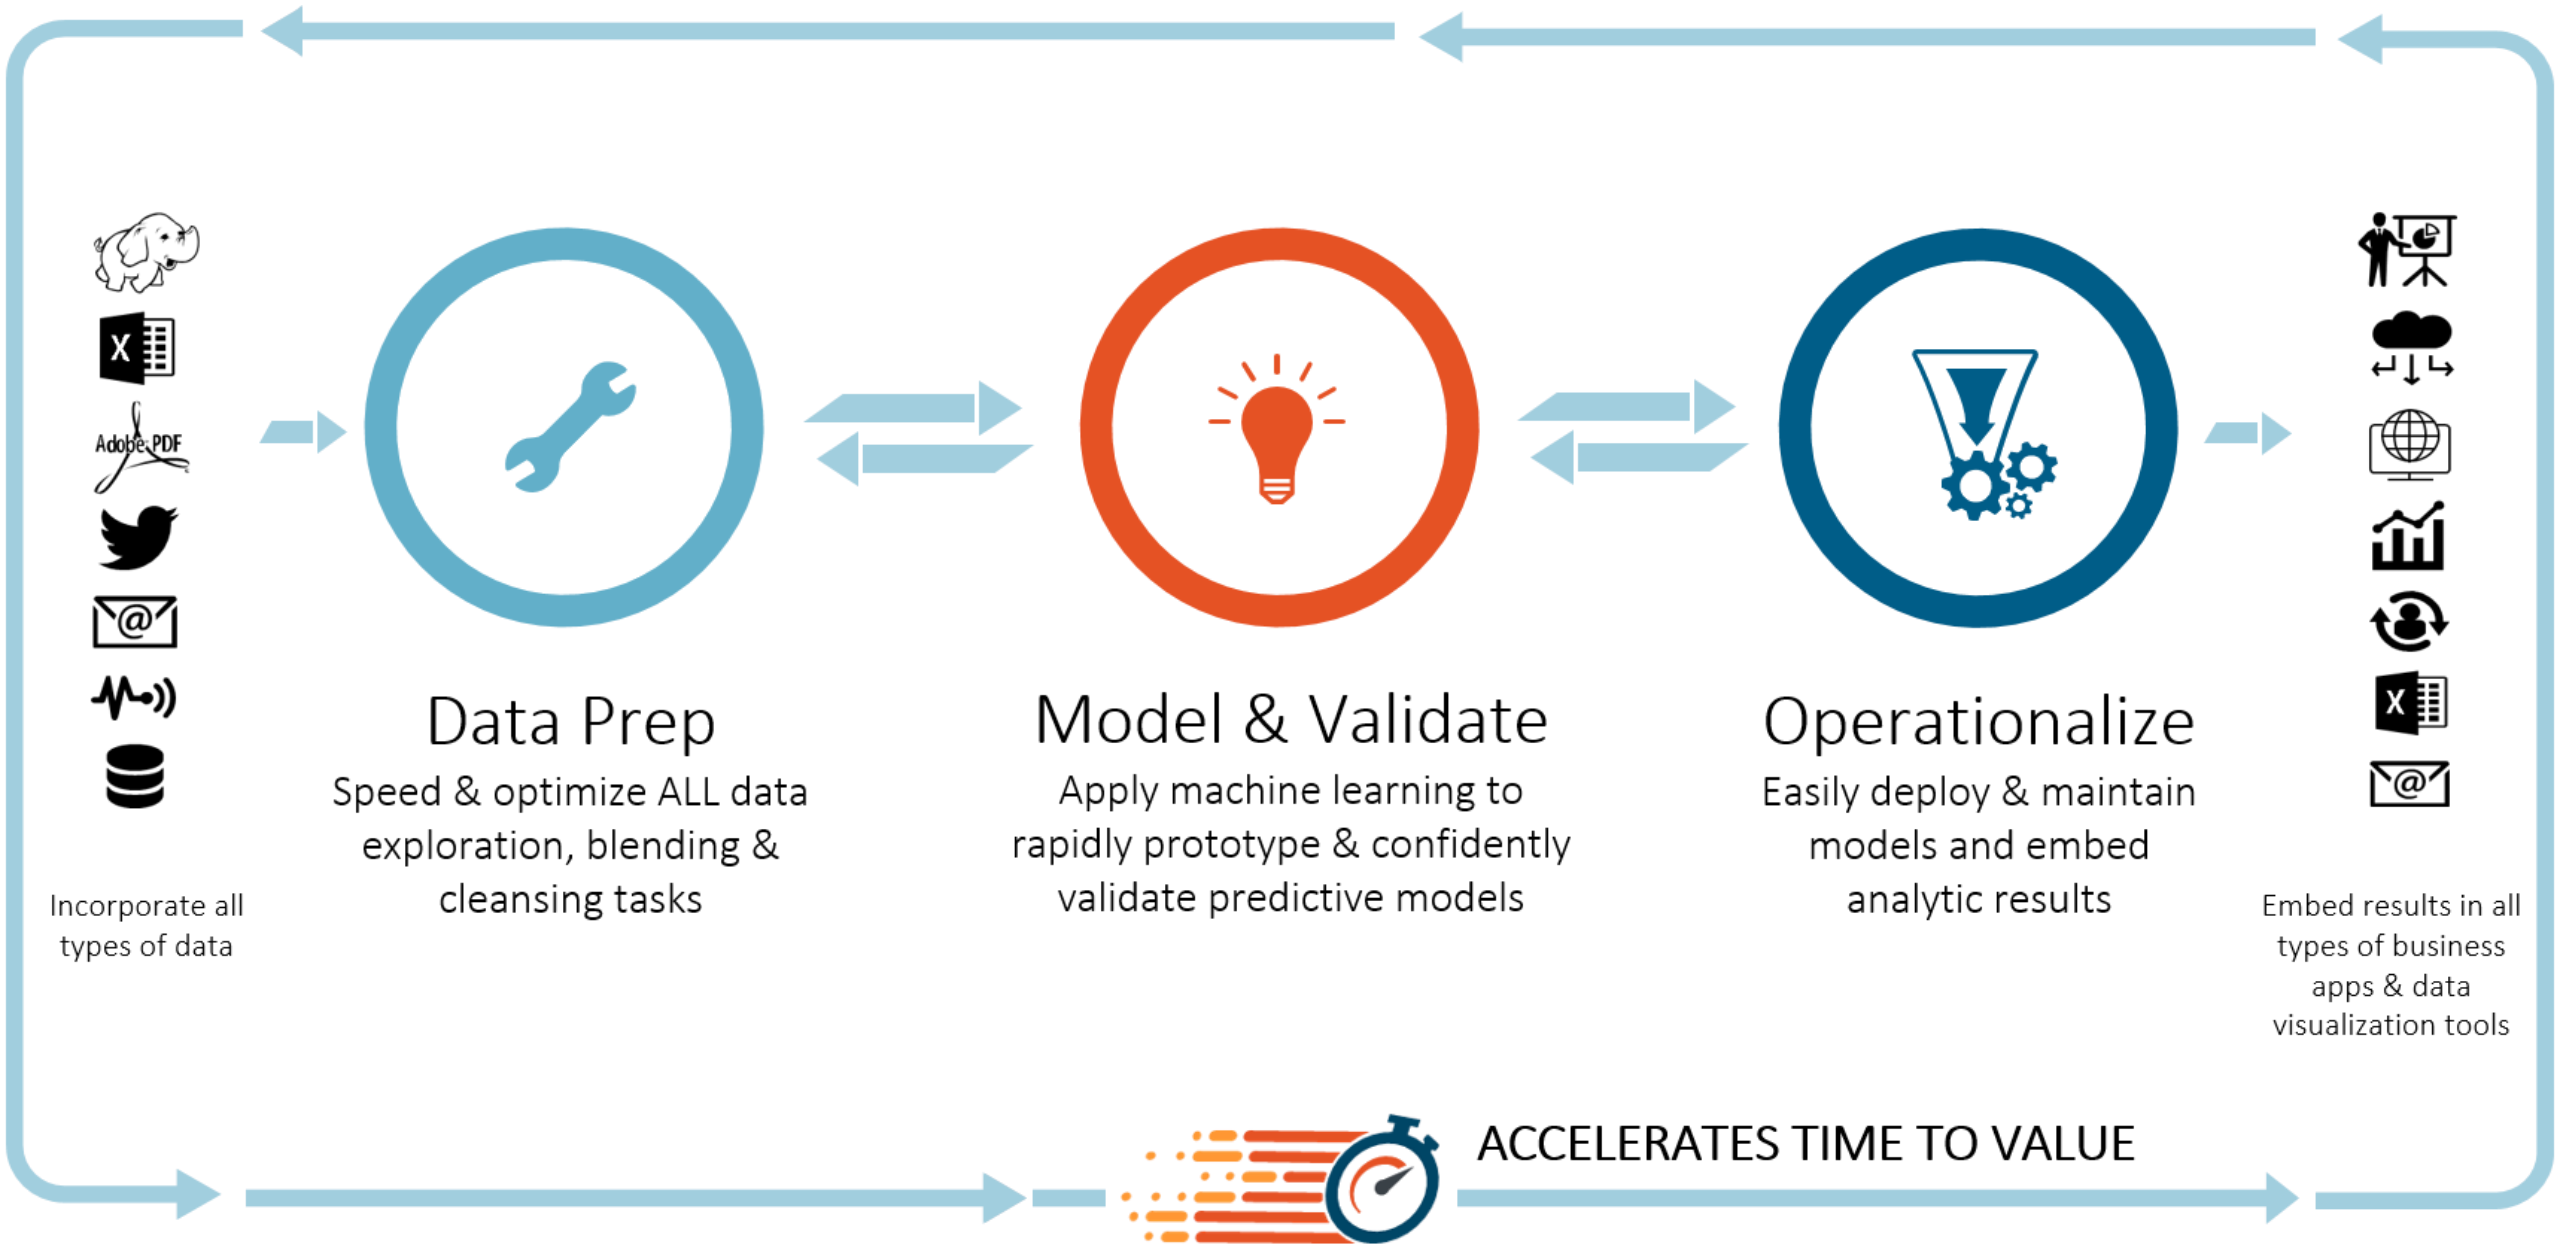 X
Adobe PDF
@
Incorporate all
types of data
Data Prep
Speed & optimize ALL data
exploration, blending &
cleansing tasks
Model & Validate
Apply machine learning to
rapidly prototype & confidently
validate predictive models
Operationalize
Easily deploy & maintain
models and embed
analytic results
X
@
Embed results in all
types of business
apps & data
visualization tools
ACCELERATES TIME TO VALUE